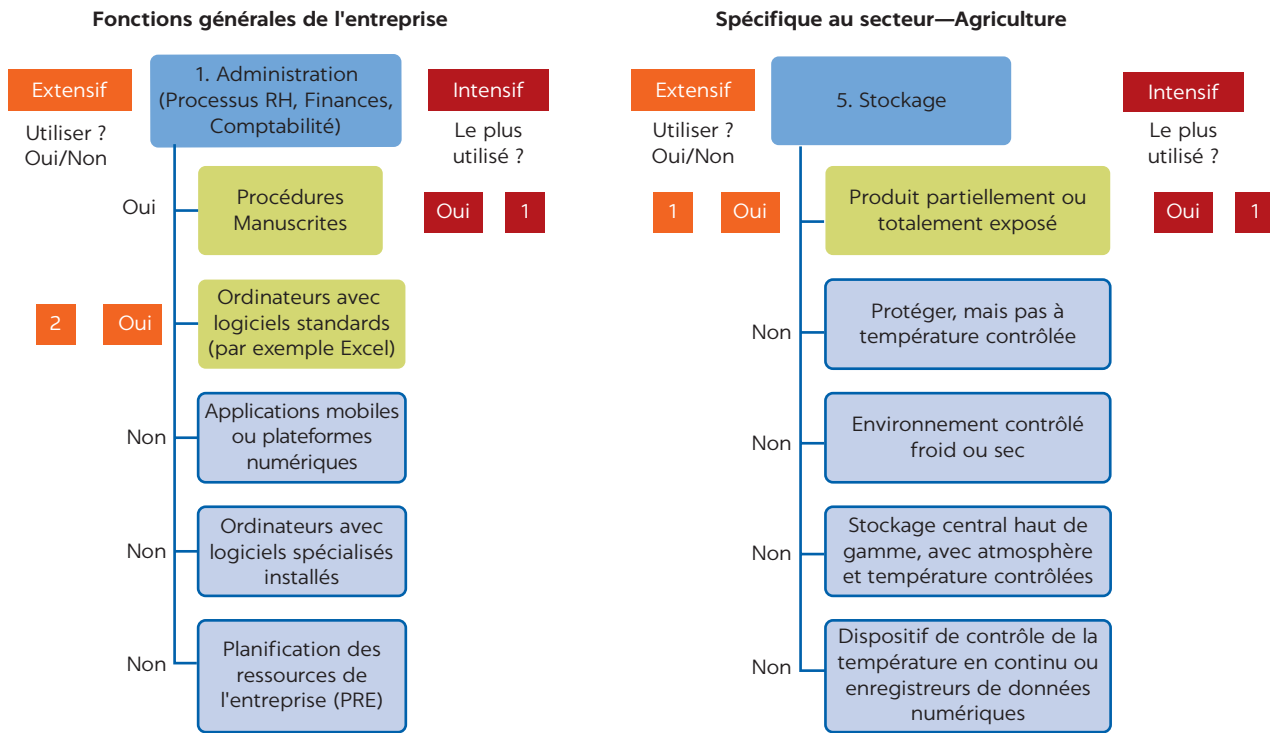 Fonctions générales de l'entreprise
Extensif
Utiliser ?
Oui/Non
1. Administration
(Processus RH, Finances,
Comptabilité)
Intensif
Le plus
utilisé ?
Oui
Procédures
Manuscrites
Oui
1
2
Oui
Ordinateurs avec
logiciels standards
(par exemple Excel)
Non
Applications mobiles
ou plateformes
numériques
Non
Ordinateurs avec
logiciels spécialisés
installés
Non
Planification des
ressources de
l'entreprise (PRE)
Spécifique au secteur—Agriculture
Extensif
Utiliser ?
Oui/Non
5. Stockage
Intensif
Le plus
utilisé ?
1
Oui
Produit partiellement ou
totalement exposé
Oui
1
Non
Protéger, mais pas à
température contrôlée
Non
Environnement contrôlé
froid ou sec
Non
Stockage central haut de
gamme, avec atmosphère
et température contrôlées
Non
Dispositif de contrôle de la
température en continu ou
enregistreurs de données
numériques